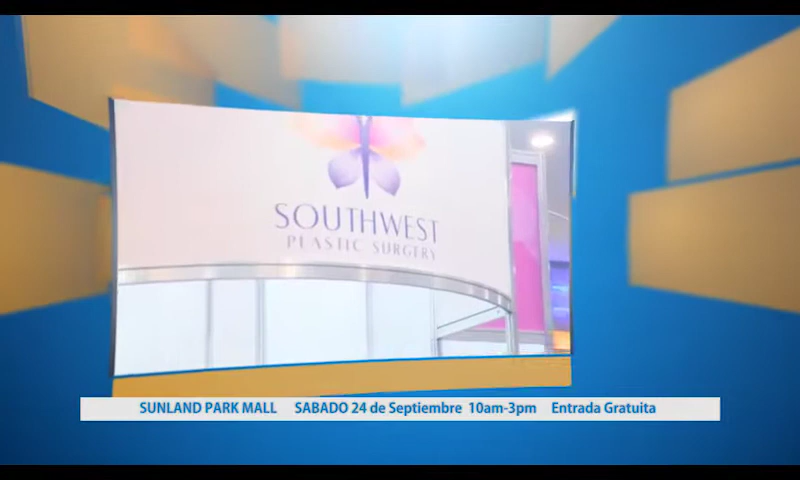 SOUTHWEST
PLASTIC SURGERY
SUNLAND PARK MALL SABADO 24 de Septiembre 10am-3pm Entrada Gratuita